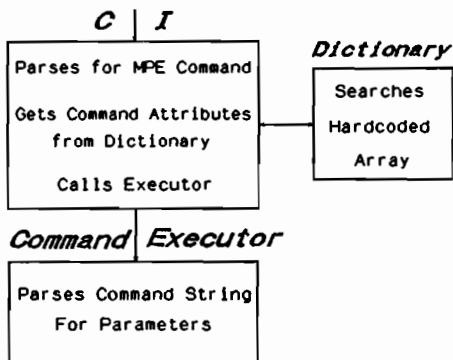 C I
Parses for MPE Command
Gets Command Attributes
from Dictionary
Calls Executor
Dictionary
Searches
Hardcoded
Array
Command Executor
Parses Command String
For Parameters